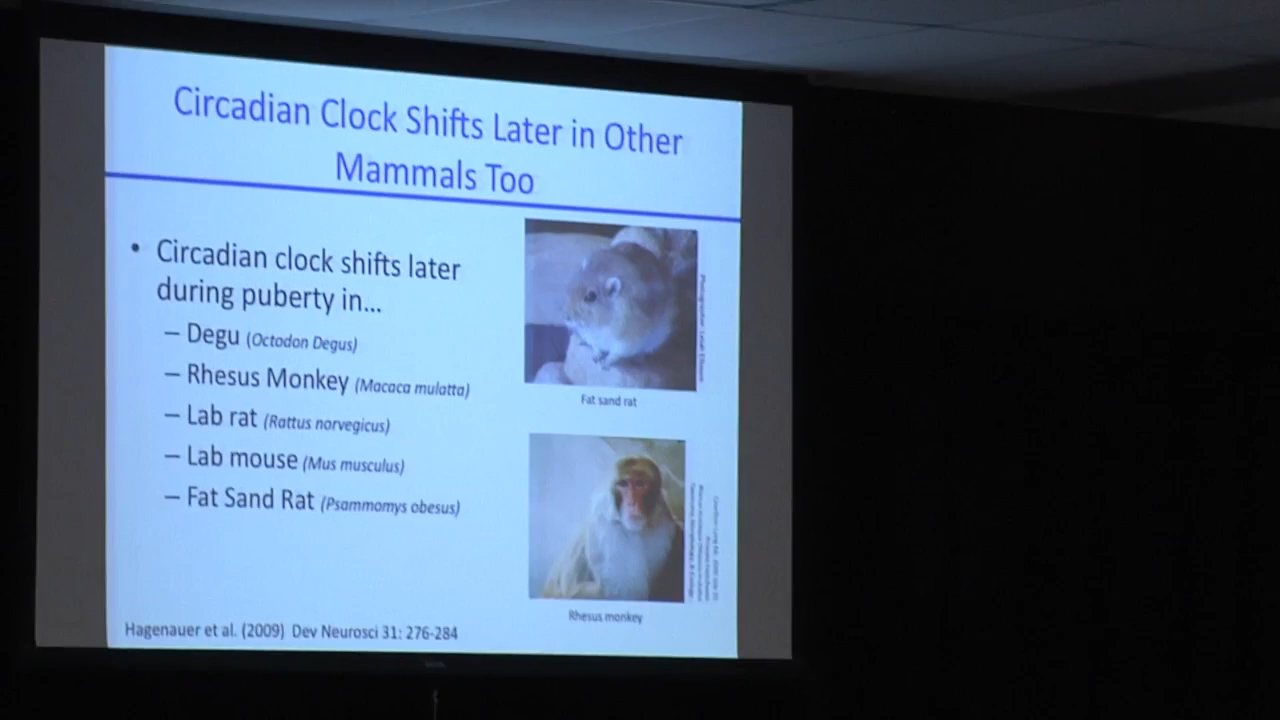 Circadian Clock Shifts Later in Other
Mammals Too
• Circadian clock shifts later
during puberty in...
– Degu (Octodon Degus)
– Rhesus Monkey (Macaca mulatta)
– Lab rat (Rattus norvegicus)
– Lab mouse (Mus musculus)
– Fat Sand Rat (Psammomys obesus)
Fat sand rat
Rhesus monkey
Hagenauer et al. (2009) Dev Neurosci 31: 276-284